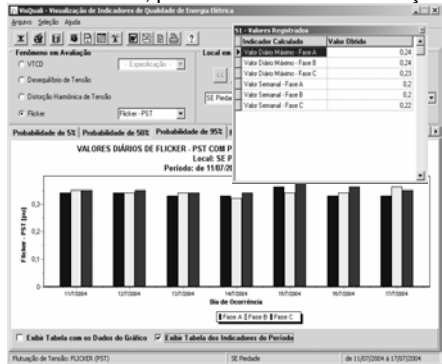 VisQuali - Visualização de Indicadores de Qualidade de Energia Elétrica
Arquivo Seleção Ajuda
Fenômeno em Avaliação
Local em
VTCD
- Especificação -
Desequilíbrio de Tensão
Distorção Harmônica de Tensão
Flicker
Flicker - PST
<<
SE Piedade
S1 - Valores Registrados
Indicador Calculado Valor Obtido
Valor Diário Máximo - Fase A 0,24
Valor Diário Máximo - Fase B 0,24
Valor Diário Máximo - Fase C 0,23
Valor Semanal - Fase A 0,2
Valor Semanal - Fase B 0,2
Valor Semanal - Fase C 0,22
Probabilidade de 5% Probabilidade de 50% Probabilidade de 95%
VALORES DIÁRIOS DE FLICKER - PST COM P
Local: SE P
Período: de 11/07/20
Flicker - PST [pu]
0,3
0,2
0,1
0
11/7/2004 12/7/2004 13/7/2004 14/7/2004 15/7/2004 16/7/2004 17/7/2004
Dia de Ocorrência
Fase A Fase B Fase C
Exibir Tabela com os Dados do Gráfico Exibir Tabela dos Indicadores do Período
Flutuação de Tensão: FLICKER (PST) SE Piedade de 11/07/2004 à 17/07/2004